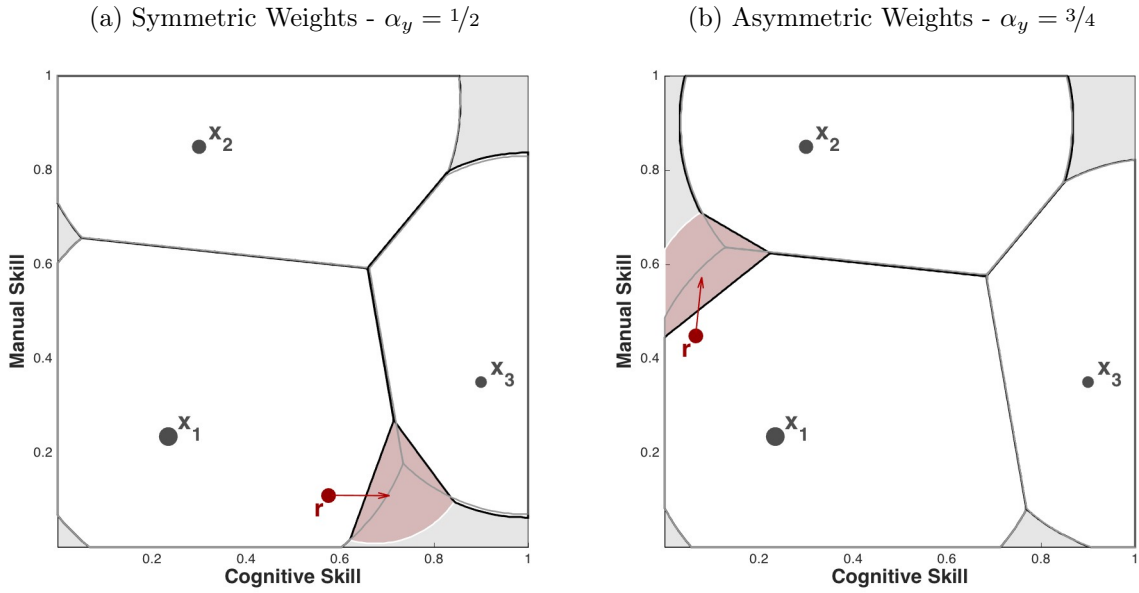 (a) Symmetric Weights - αy = 1/2
1
0.8
0.6
0.4
0.2
Manual Skill
x2
x3
x1
r
0.2
0.4
0.6
0.8
1
Cognitive Skill
(b) Asymmetric Weights - αy = 3/4
1
0.8
0.6
0.4
0.2
Manual Skill
x2
r
x3
x1
0.2
0.4
0.6
0.8
1
Cognitive Skill